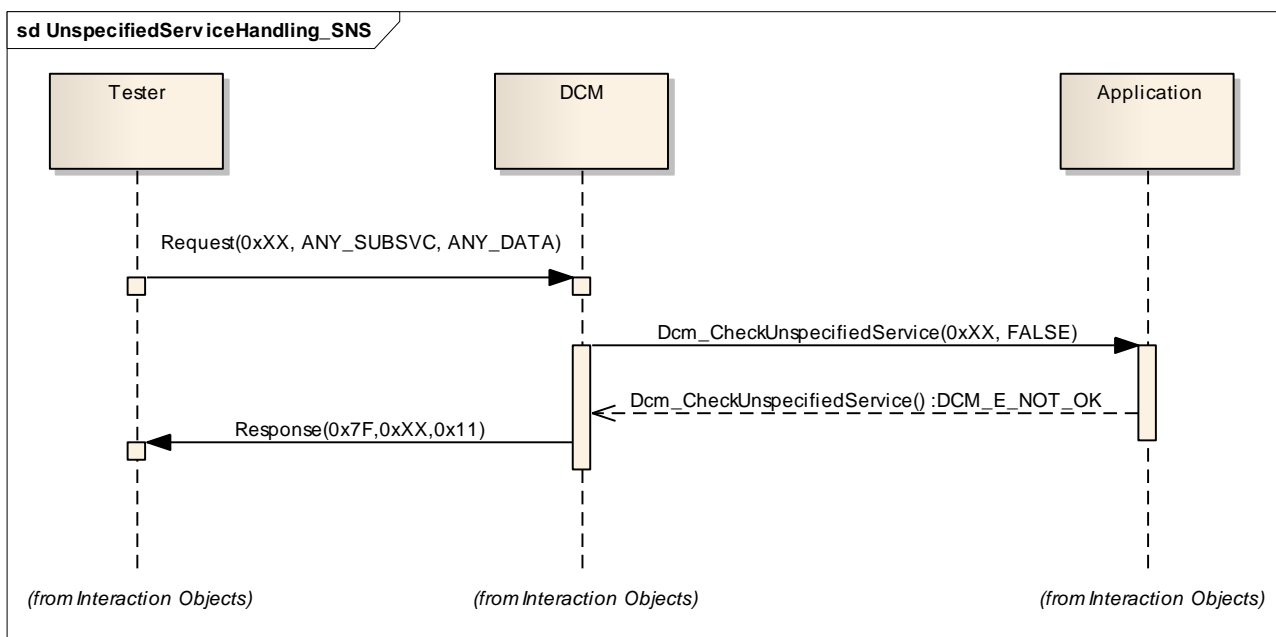 sd UnspecifiedServiceHandling_SNS
Tester
DCM
Application
Request(0xXX, ANY_SUBSVC, ANY_DATA)
Dcm_CheckUnspecifiedService(0xXX, FALSE)
Dcm_CheckUnspecifiedService() :DCM_E_NOT_OK
Response(0x7F,0xXX,0x11)
(from Interaction Objects)
(from Interaction Objects)
(from Interaction Objects)